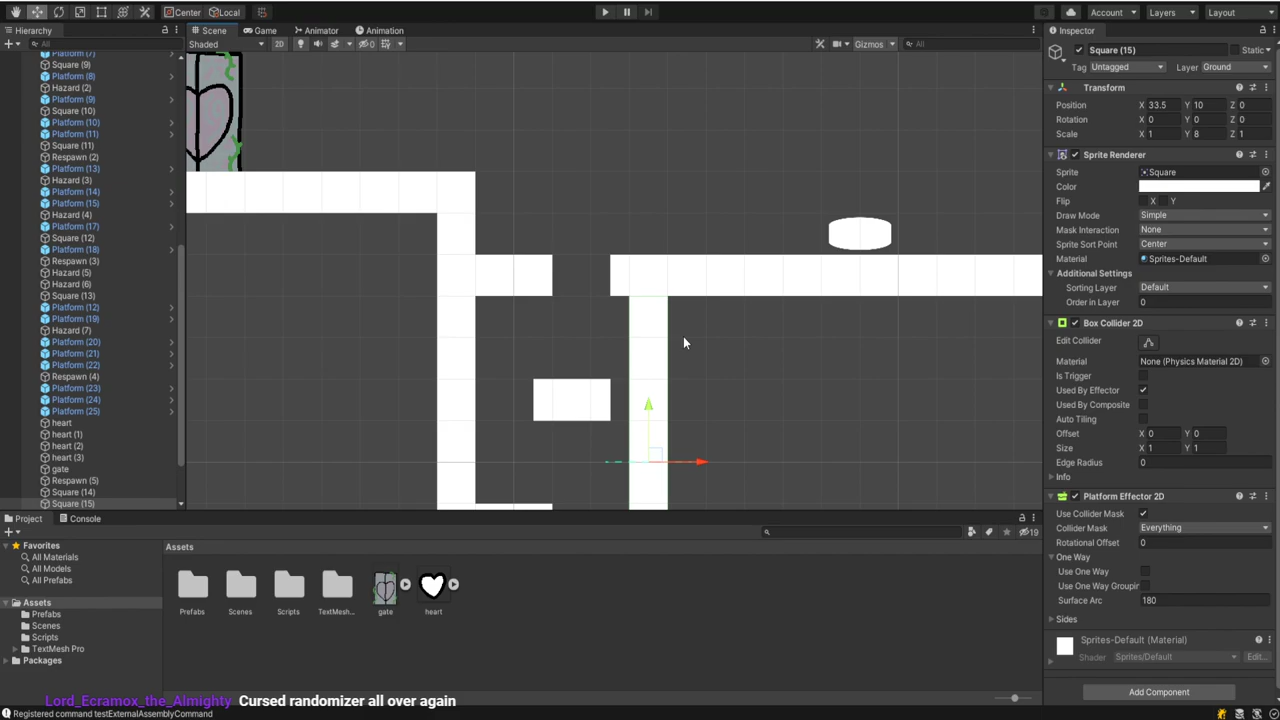 Center Local Account Layers Layout
Hierarchy Scene Game Animator Animation Inspector
All Shaded 2D 0 Gizmos All
Square (15) Static
Tag Untagged Layer Ground
Transform
Position X 33.5 Y 10 Z 0
Rotation X 0 Y 0 Z 0
Scale X 1 Y 8 Z 1
Sprite Renderer
Sprite Square
Color
Flip X Y
Draw Mode Simple
Mask Interaction None
Sprite Sort Point Center
Material Sprites-Default
Additional Settings
Sorting Layer Default
Order in Layer 0
Box Collider 2D
Edit Collider
Material None (Physics Material 2D)
Is Trigger
Used By Effector
Used By Composite
Auto Tiling
Offset X 0 Y 0
Size X 1 Y 1
Edge Radius 0
Info
Platform Effector 2D
Use Collider Mask
Collider Mask Everything
Rotational Offset 0
One Way
Use One Way
Use One Way Groupin
Surface Arc 180
Sides
Sprites-Default (Material)
Shader Sprites/Default Edit...
Add Component
Platform (7)
Square (9)
Platform (8)
Hazard (2)
Platform (9)
Square (10)
Platform (10)
Platform (11)
Square (11)
Respawn (2)
Platform (13)
Hazard (3)
Platform (14)
Platform (15)
Hazard (4)
Platform (17)
Square (12)
Platform (18)
Respawn (3)
Hazard (5)
Hazard (6)
Square (13)
Platform (12)
Platform (19)
Hazard (7)
Platform (20)
Platform (21)
Platform (22)
Respawn (4)
Platform (23)
Platform (24)
Platform (25)
heart
heart (1)
heart (2)
heart (3)
gate
Respawn (5)
Square (14)
Square (15)
Project Console
19
Favorites
All Materials
All Models
All Prefabs
Assets
Prefabs
Scenes
Scripts
TextMesh Pro
Packages
Assets
Prefabs Scenes Scripts TextMesh... gate heart
Lord_Ecramox_the_Almighty Cursed randomizer all over again
Registered command testExternalAssemblyCommand